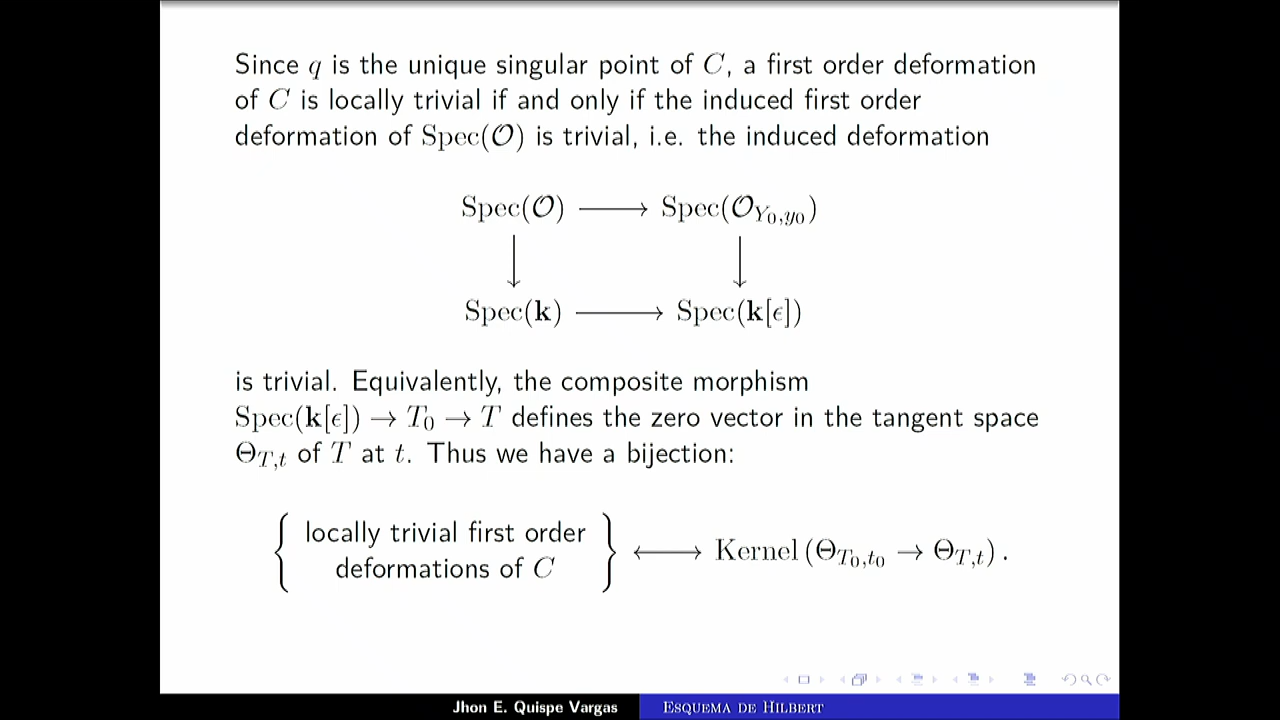 Since q is the unique singular point of C, a first order deformation
of C is locally trivial if and only if the induced first order
deformation of Spec(𝒪) is trivial, i.e. the induced deformation
Spec(𝒪) ⟶ Spec(𝒪_{Y_0,y_0})
↓ ↓
Spec(k) ⟶ Spec(k[ϵ])
is trivial. Equivalently, the composite morphism
Spec(k[ϵ]) → T_0 → T defines the zero vector in the tangent space
Θ_{T,t} of T at t. Thus we have a bijection:
{ locally trivial first order
deformations of C } ⟷ Kernel (Θ_{T_0,t_0} → Θ_{T,t}) .
Jhon E. Quispe Vargas
Esquema de Hilbert